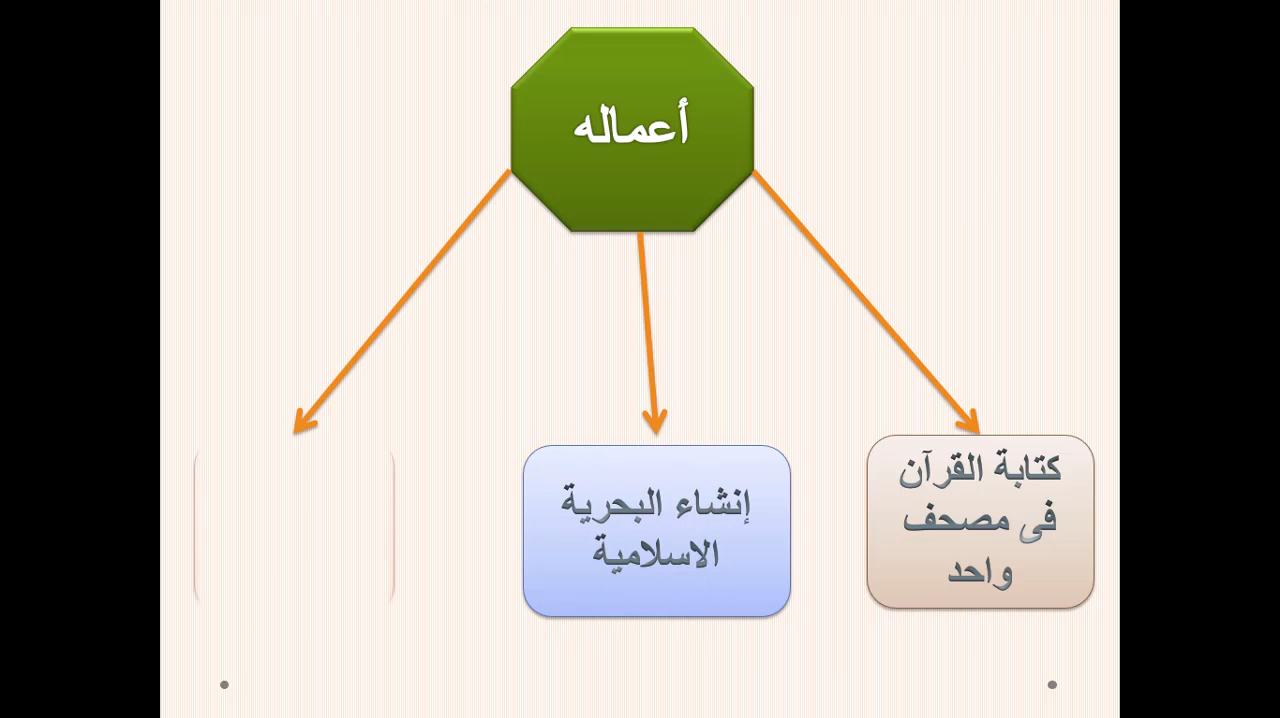 أعماله
كتابة القرآن
فى مصحف
واحد
إنشاء البحرية
الاسلامية